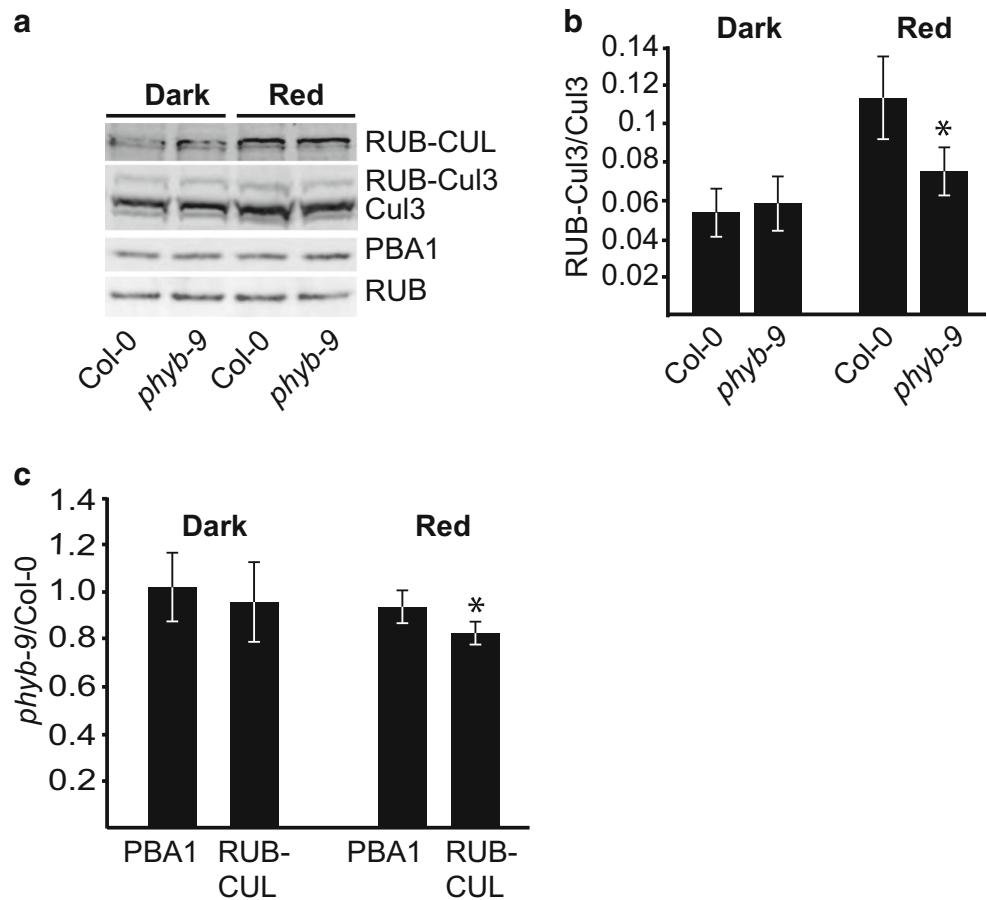 a
Dark Red
RUB-CUL
RUB-Cul3
Cul3
PBA1
RUB
Col-0 phyb-9 Col-0 phyb-9
b
Dark Red
RUB-Cul3/Cul3
0.14
0.12
0.1
0.08
0.06
0.04
0.02
*
Col-0 phyb-9 Col-0 phyb-9
c
phyb-9/Col-0
1.4
1.2
1.0
0.8
0.6
0.4
0.2
Dark Red
*
PBA1 RUB- PBA1 RUB-
CUL CUL